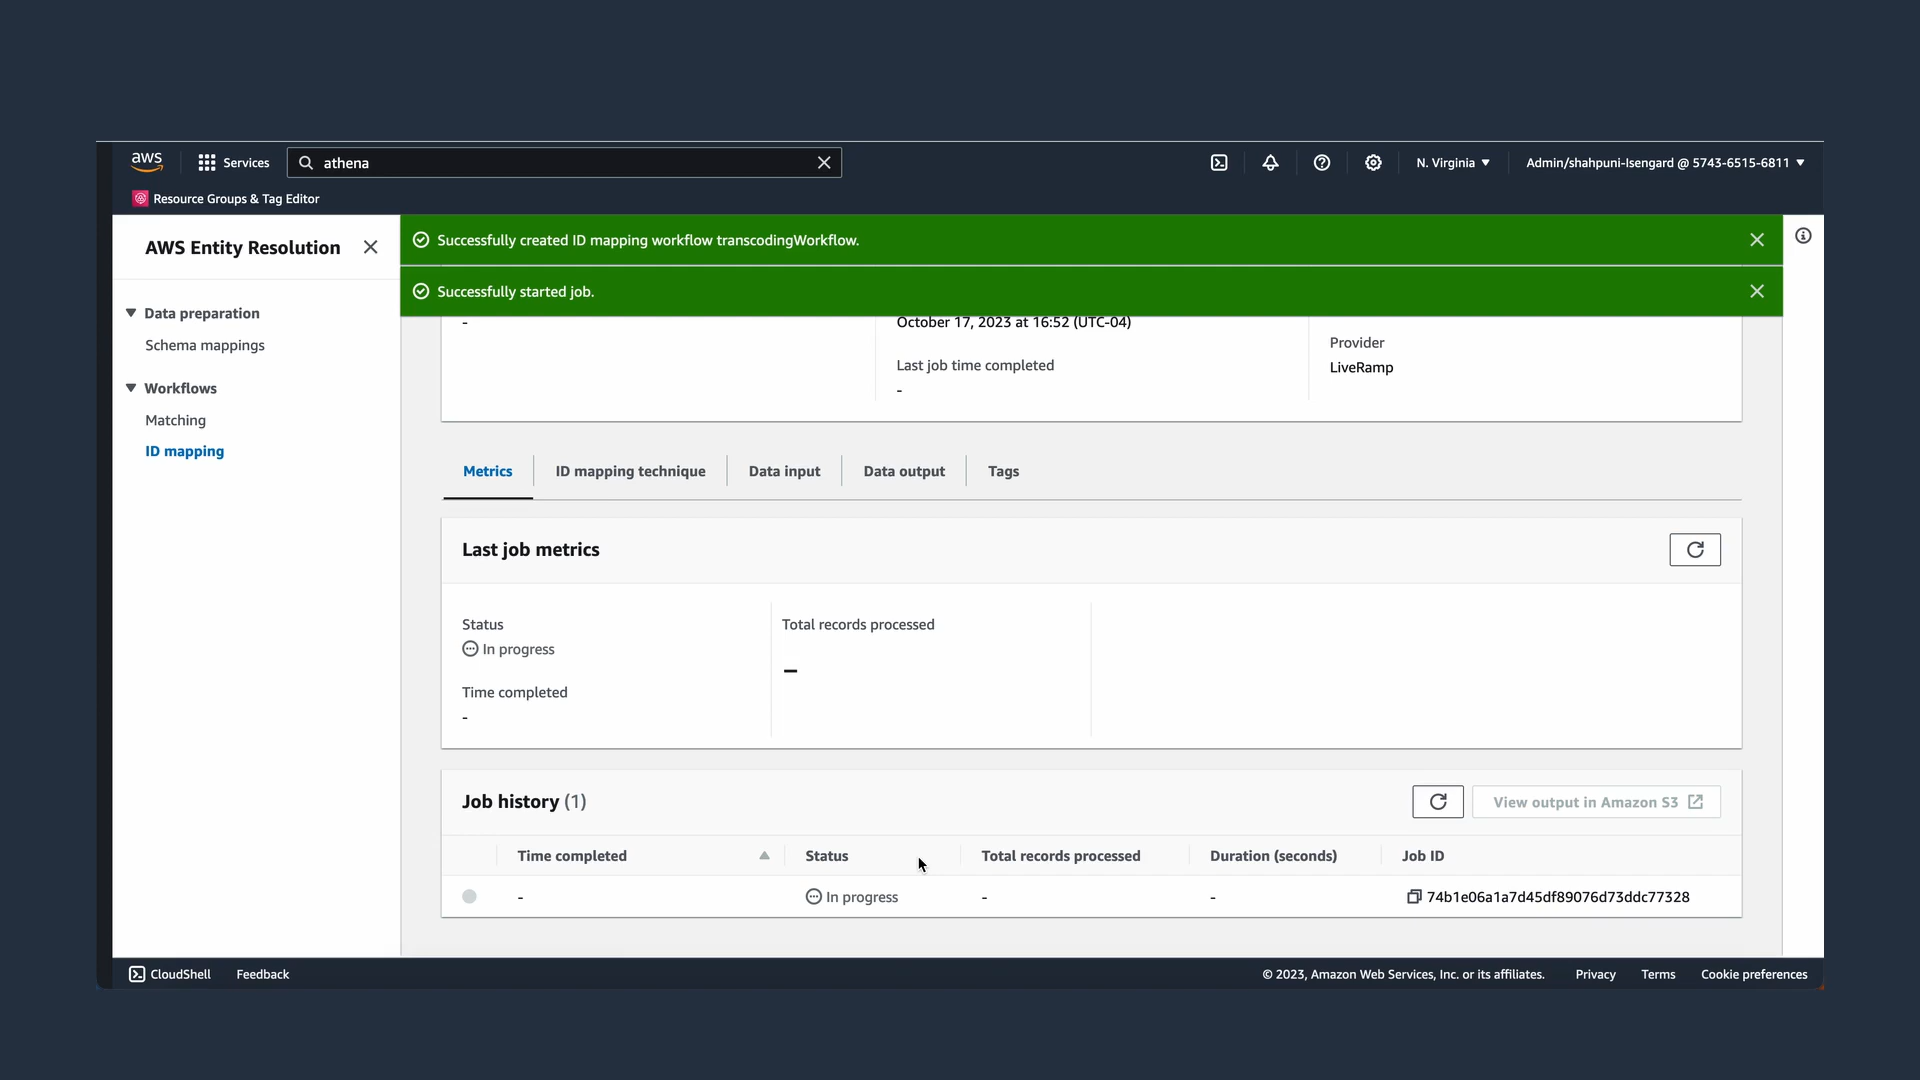 aws
Services
athena
N. Virginia
Admin/shahpuni-Isengard @ 5743-6515-6811
Resource Groups & Tag Editor
AWS Entity Resolution
Data preparation
Schema mappings
Workflows
Matching
ID mapping
Successfully created ID mapping workflow transcodingWorkflow.
Successfully started job.
-
October 17, 2023 at 16:52 (UTC-04)
Last job time completed
-
Provider
LiveRamp
Metrics
ID mapping technique
Data input
Data output
Tags
Last job metrics
Status
In progress
Time completed
-
Total records processed
–
Job history (1)
View output in Amazon S3
Time completed
Status
Total records processed
Duration (seconds)
Job ID
-
In progress
-
-
74b1e06a1a7d45df89076d73ddc77328
CloudShell
Feedback
© 2023, Amazon Web Services, Inc. or its affiliates.
Privacy
Terms
Cookie preferences